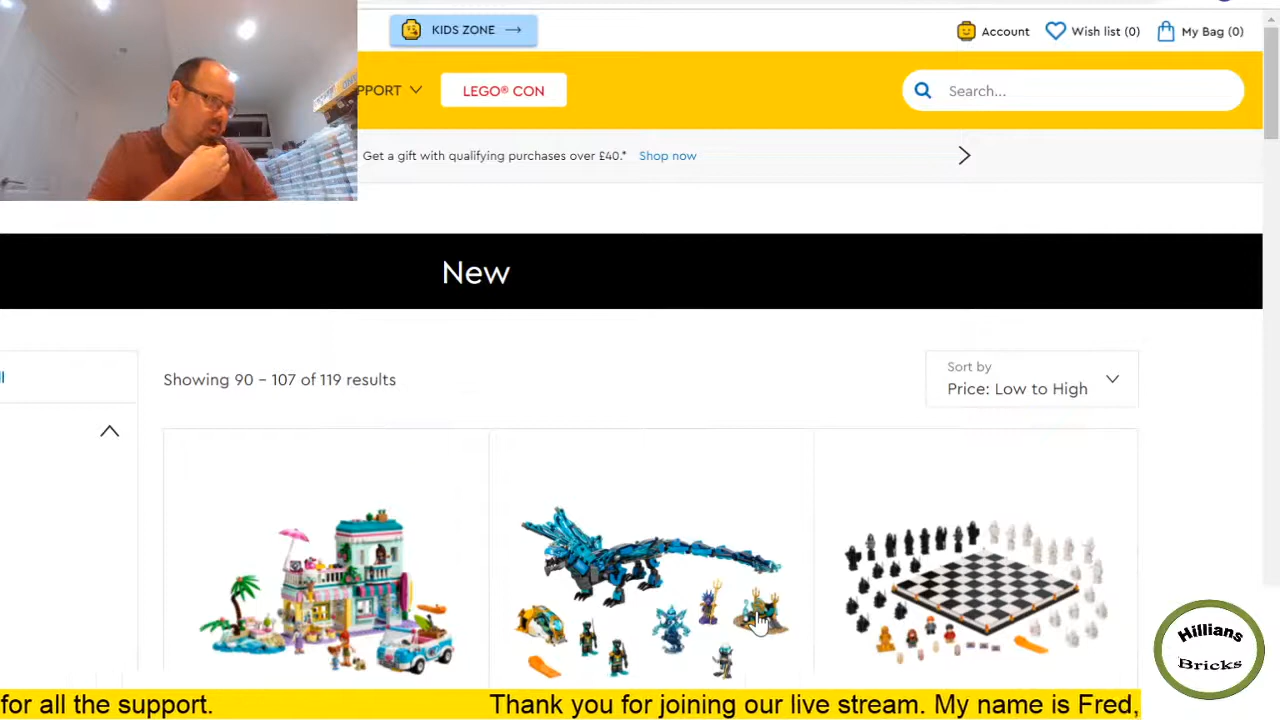 KIDS ZONE →
Account
Wish list (0)
My Bag (0)
PPORT
LEGO® CON
Search...
Get a gift with qualifying purchases over £40.* Shop now
New
Showing 90 – 107 of 119 results
Sort by
Price: Low to High
Hillians
Bricks
for all the support. Thank you for joining our live stream. My name is Fred,